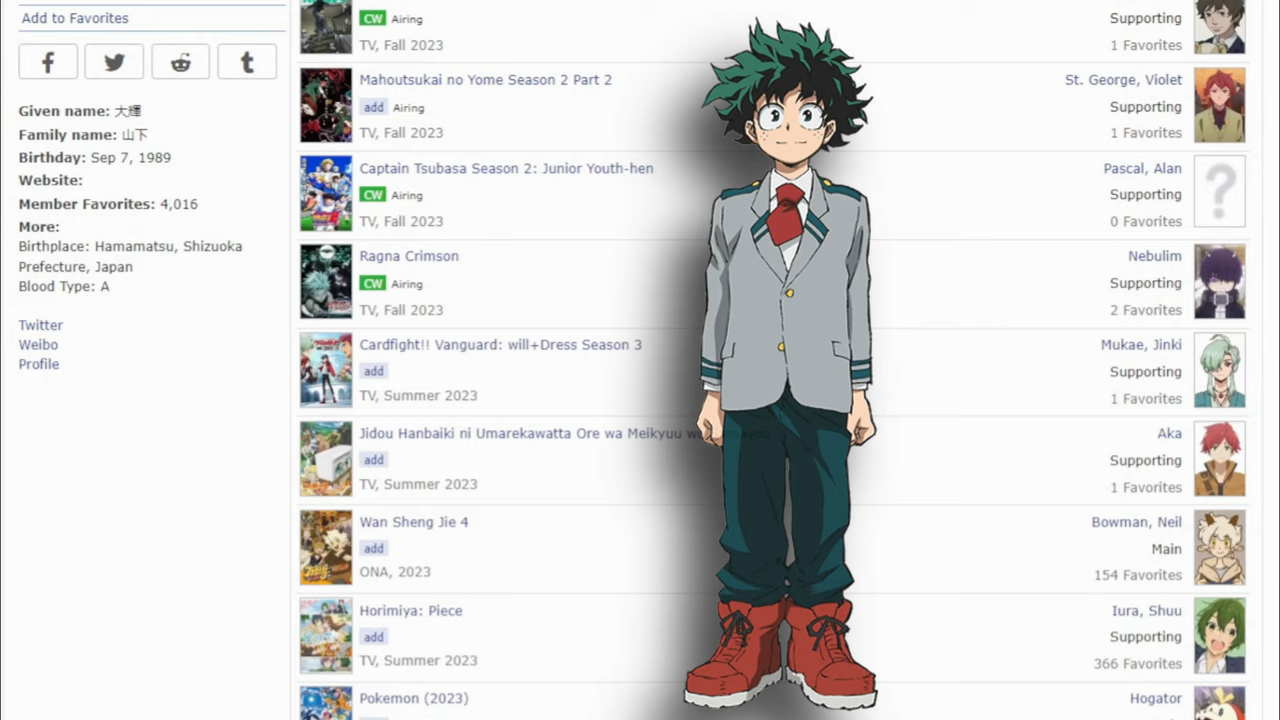 Add to Favorites
Given name: 大輝
Family name: 山下
Birthday: Sep 7, 1989
Website:
Member Favorites: 4,016
More:
Birthplace: Hamamatsu, Shizuoka
Prefecture, Japan
Blood Type: A
Twitter
Weibo
Profile
CW Airing
Supporting
TV, Fall 2023
1 Favorites
Mahoutsukai no Yome Season 2 Part 2
St. George, Violet
add Airing
Supporting
TV, Fall 2023
1 Favorites
Captain Tsubasa Season 2: Junior Youth-hen
Pascal, Alan
CW Airing
Supporting
TV, Fall 2023
0 Favorites
Ragna Crimson
Nebulim
CW Airing
Supporting
TV, Fall 2023
2 Favorites
Cardfight!! Vanguard: will+Dress Season 3
Mukae, Jinki
add
Supporting
TV, Summer 2023
1 Favorites
Jidou Hanbaiki ni Umarekawatta Ore wa Meikyuu
Aka
add
Supporting
TV, Summer 2023
1 Favorites
Wan Sheng Jie 4
Bowman, Neil
add
Main
ONA, 2023
154 Favorites
Horimiya: Piece
Iura, Shuu
add
Supporting
TV, Summer 2023
366 Favorites
Pokemon (2023)
Hogator